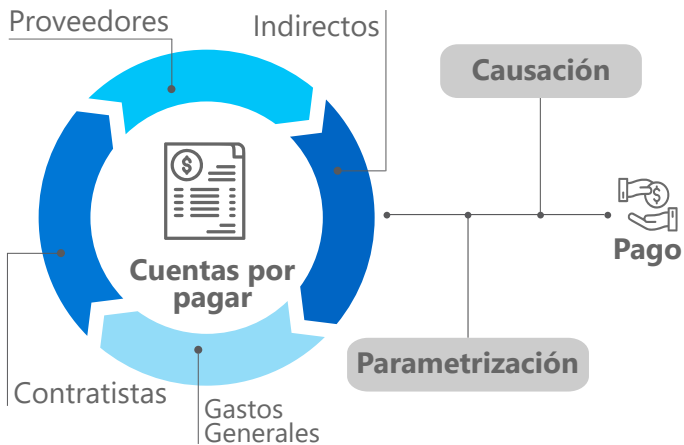 Proveedores
Indirectos
Causación
$
$
Cuentas por
pagar
Pago
Parametrización
Contratistas
Gastos
Generales